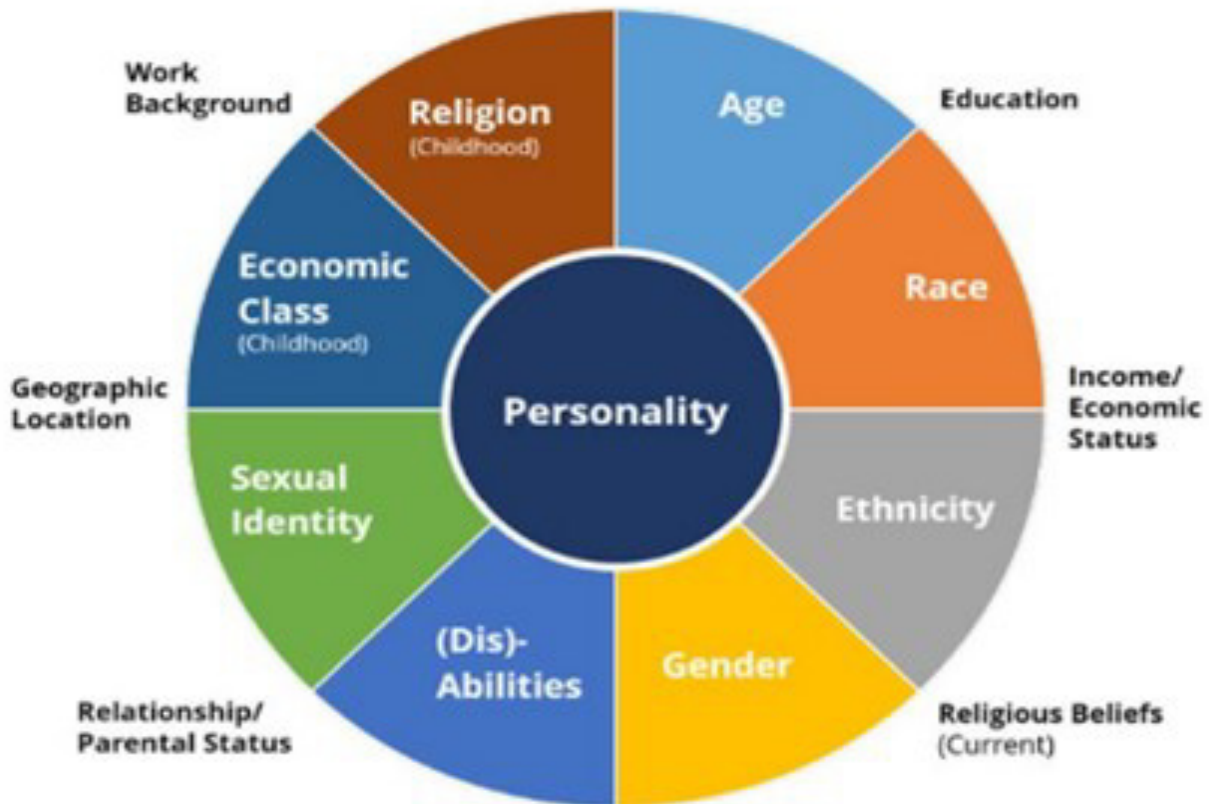 Work
Background
Religion
(Childhood)
Age
Education
Economic
Class
(Childhood)
Race
Geographic
Location
Personality
Income/
Economic
Status
Sexual
Identity
Ethnicity
(Dis)-
Abilities
Gender
Relationship/
Parental Status
Religious Beliefs
(Current)